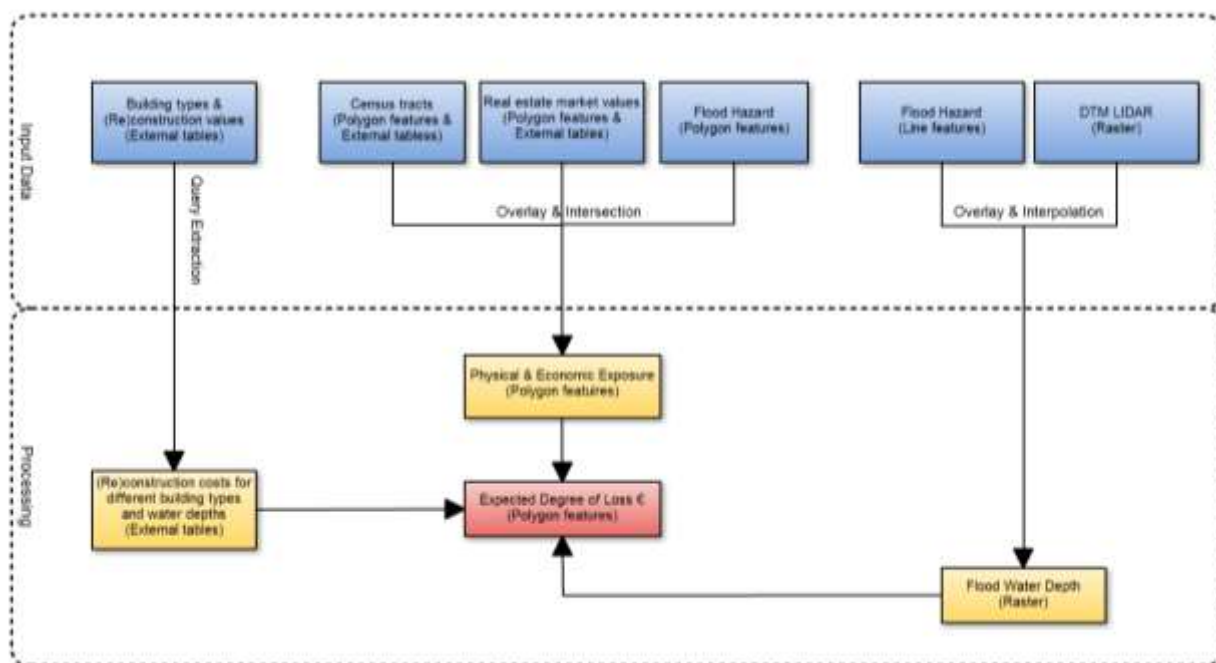 Input Data
Building types &
(Re)construction values
(External tables)
Census tracts
(Polygon features &
External tabless)
Real estate market values
(Polygon features &
External tables)
Flood Hazard
(Polygon features)
Flood Hazard
(Line features)
DTM LIDAR
(Raster)
Query Extraction
Overlay & Intersection
Overlay & Interpolation
Processing
Physical & Economic Exposure
(Polygon featuires)
(Re)construction costs for
different building types
and water depths
(External tables)
Expected Degree of Loss €
(Polygon features)
Flood Water Depth
(Raster)